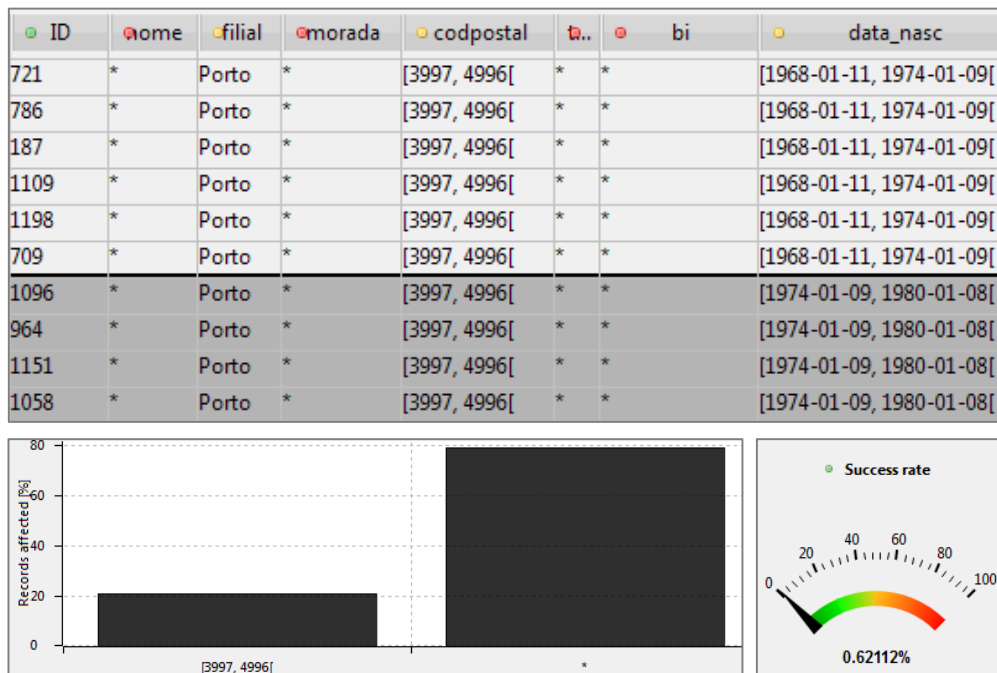 ID nome filial morada codpostal t... bi data_nasc
721 * Porto * [3997, 4996[ * * [1968-01-11, 1974-01-09[
786 * Porto * [3997, 4996[ * * [1968-01-11, 1974-01-09[
187 * Porto * [3997, 4996[ * * [1968-01-11, 1974-01-09[
1109 * Porto * [3997, 4996[ * * [1968-01-11, 1974-01-09[
1198 * Porto * [3997, 4996[ * * [1968-01-11, 1974-01-09[
709 * Porto * [3997, 4996[ * * [1968-01-11, 1974-01-09[
1096 * Porto * [3997, 4996[ * * [1974-01-09, 1980-01-08[
964 * Porto * [3997, 4996[ * * [1974-01-09, 1980-01-08[
1151 * Porto * [3997, 4996[ * * [1974-01-09, 1980-01-08[
1058 * Porto * [3997, 4996[ * * [1974-01-09, 1980-01-08[
Records affected [%]
80
60
40
20
0
[3997, 4996[ *
Success rate
0 20 40 60 80 100
0.62112%